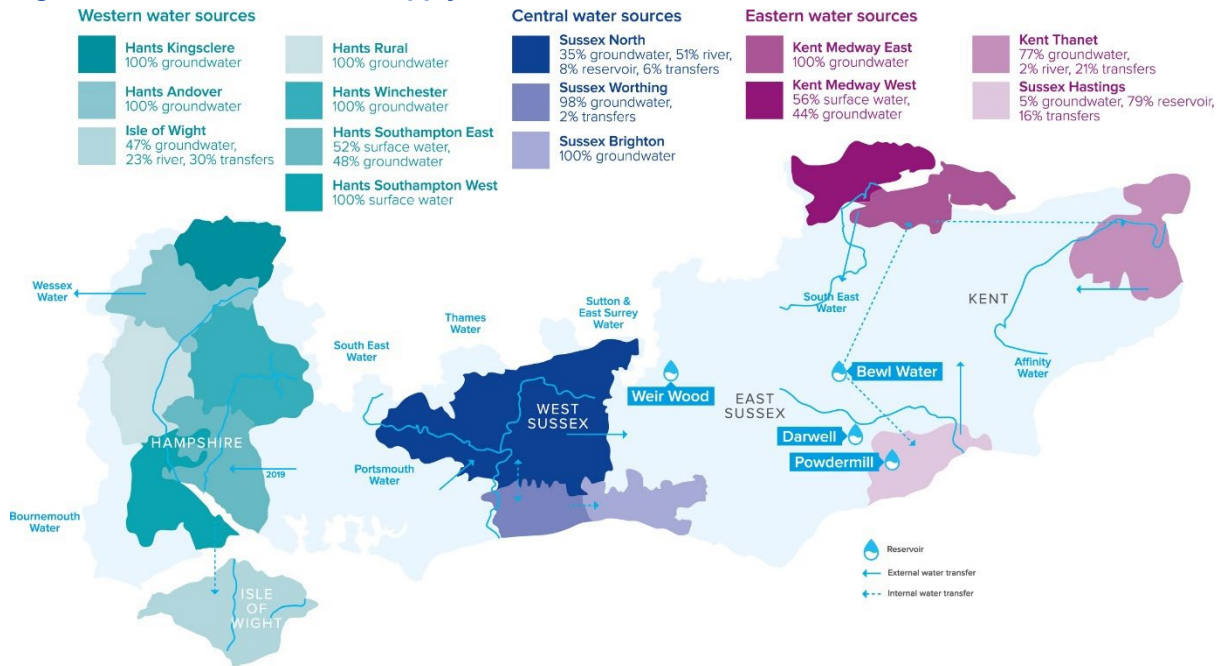 Western water sources
Hants Kingsclere
100% groundwater
Hants Andover
100% groundwater
Isle of Wight
47% groundwater,
23% river, 30% transfers
Hants Rural
100% groundwater
Hants Winchester
100% groundwater
Hants Southampton East
52% surface water,
48% groundwater
Hants Southampton West
100% surface water
Central water sources
Sussex North
35% groundwater, 51% river,
8% reservoir, 6% transfers
Sussex Worthing
98% groundwater,
2% transfers
Sussex Brighton
100% groundwater
Eastern water sources
Kent Medway East
100% groundwater
Kent Medway West
56% surface water,
44% groundwater
Kent Thanet
77% groundwater,
2% river, 21% transfers
Sussex Hastings
5% groundwater, 79% reservoir,
16% transfers
Wessex
Water
South East
Water
Thames
Water
Sutton &
East Surrey
Water
South East
Water
KENT
Affinity
Water
Weir Wood
Bewl Water
WEST
SUSSEX
EAST
SUSSEX
Darwell
Powdermill
HAMPSHIRE
2019
Portsmouth
Water
Bournemouth
Water
ISLE
OF
WIGHT
Reservoir
External water transfer
Internal water transfer